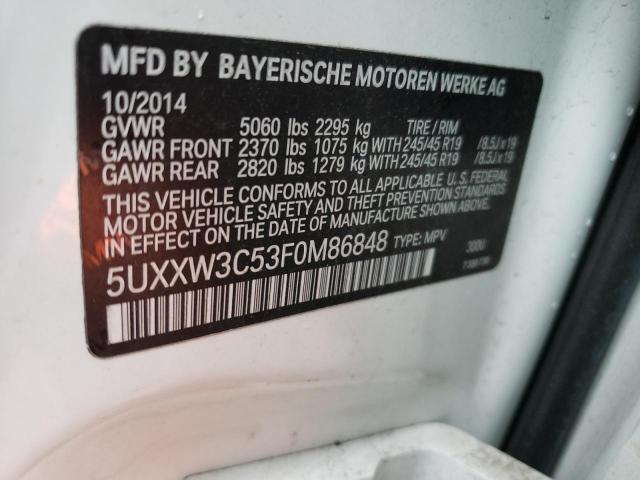 MFD BY BAYERISCHE MOTOREN WERKE AG
10/2014
GVWR 5060 lbs 2295 kg TIRE / RIM
GAWR FRONT 2370 lbs 1075 kg WITH 245/45 R19 / 8.5J x 19
GAWR REAR 2820 lbs 1279 kg WITH 245/45 R19 / 8.5J x 19
THIS VEHICLE CONFORMS TO ALL APPLICABLE U.S. FEDERAL
MOTOR VEHICLE SAFETY AND THEFT PREVENTION STANDARDS
IN EFFECT ON THE DATE OF MANUFACTURE SHOWN ABOVE.
5UXXW3C53F0M86848 TYPE: MPV 300U